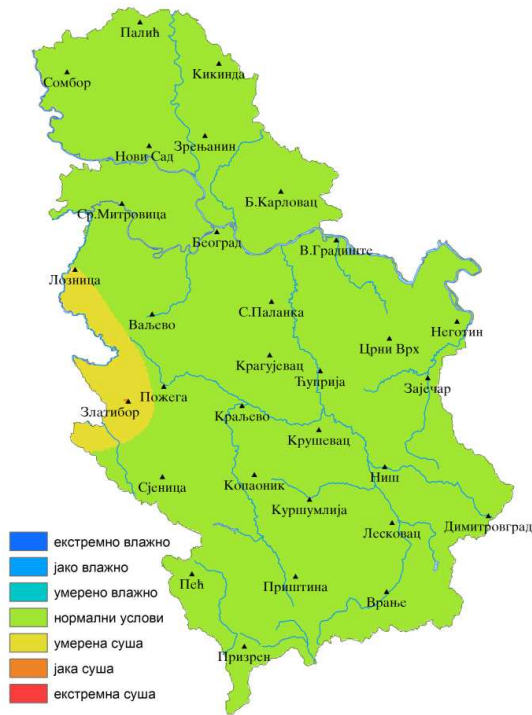 Палић
Сомбор
Кикинда
Зрењанин
Нови Сад
Б.Карловац
Ср.Митровица
Београд
В.Градиште
Лозница
Ваљево
С.Паланка
Неготин
Црни Врх
Крагујевац
Ћуприја
Зајечар
Пожега
Златибор
Краљево
Крушевац
Сјеница
Копаоник
Ниш
Куршумлија
Лесковац
Димитровград
Пећ
Приштина
Врање
Призрен
екстремно влажно
јако влажно
умерено влажно
нормални услови
умерена суша
јака суша
екстремна суша